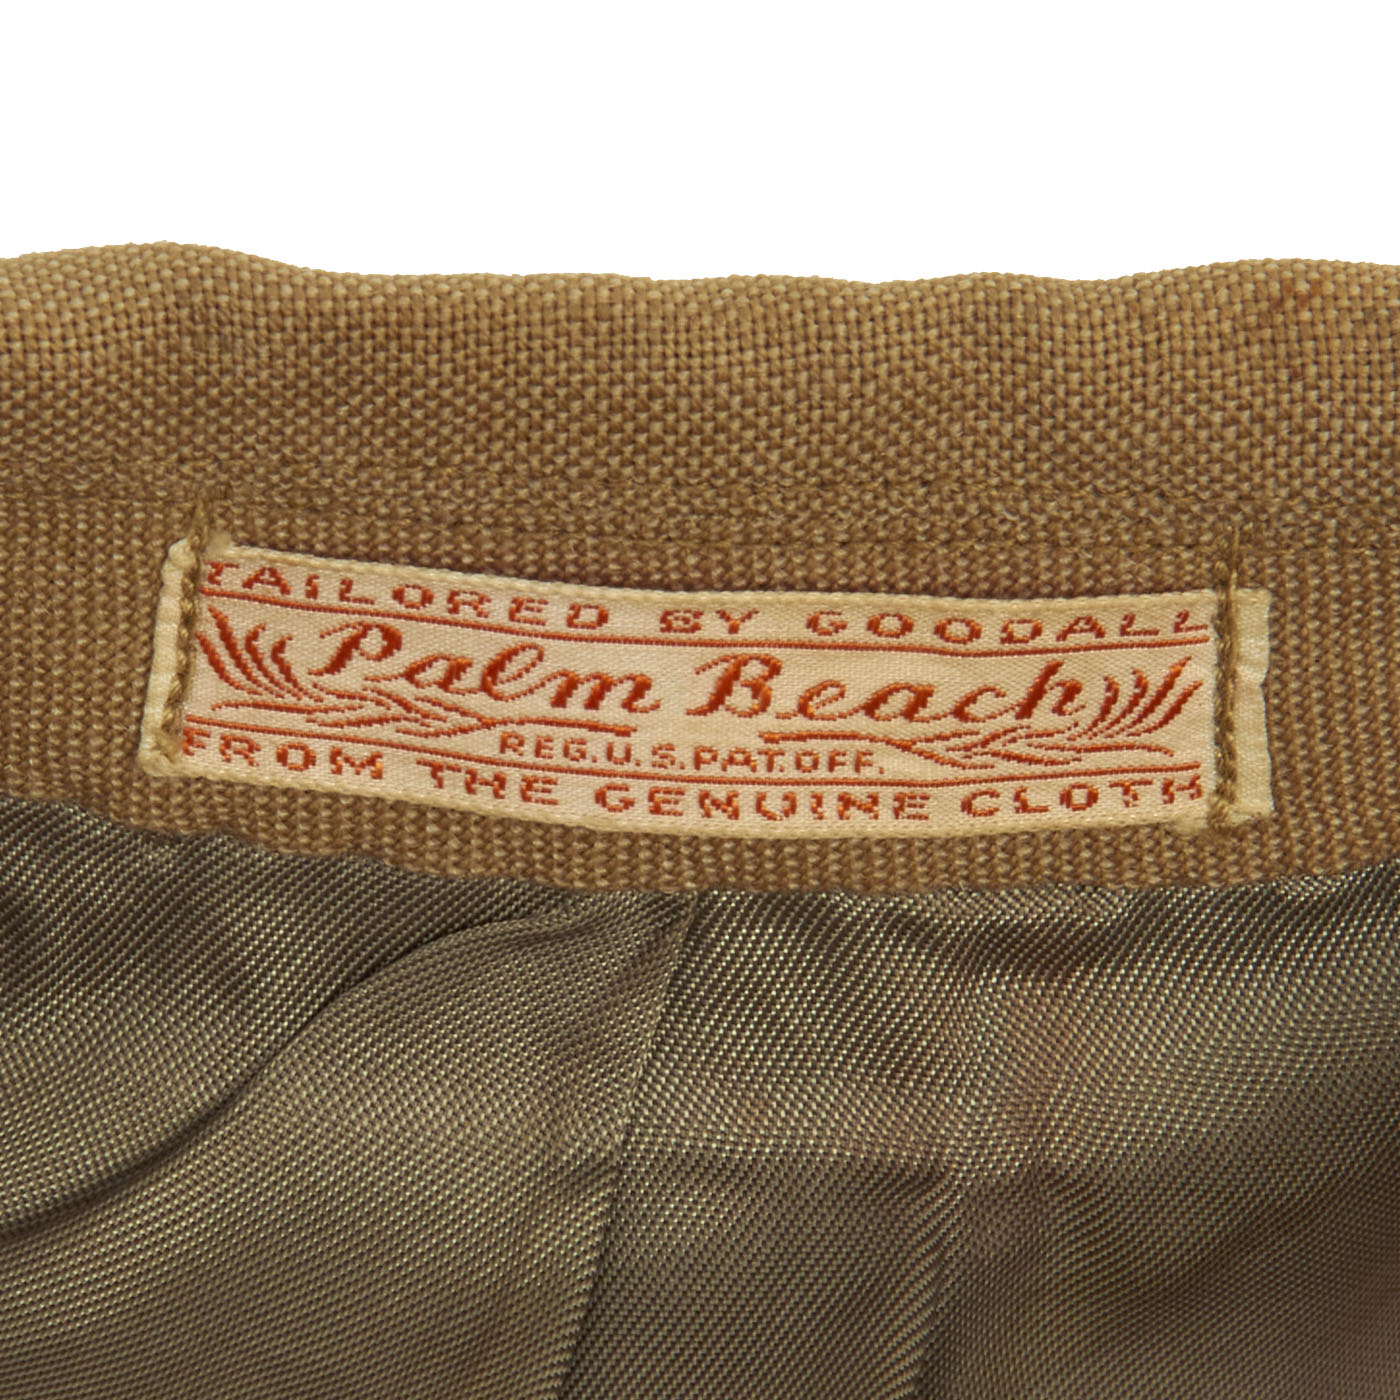 TAILORED BY GOODALL
Palm Beach
REG.U.S.PAT.OFF.
FROM THE GENUINE CLOTH